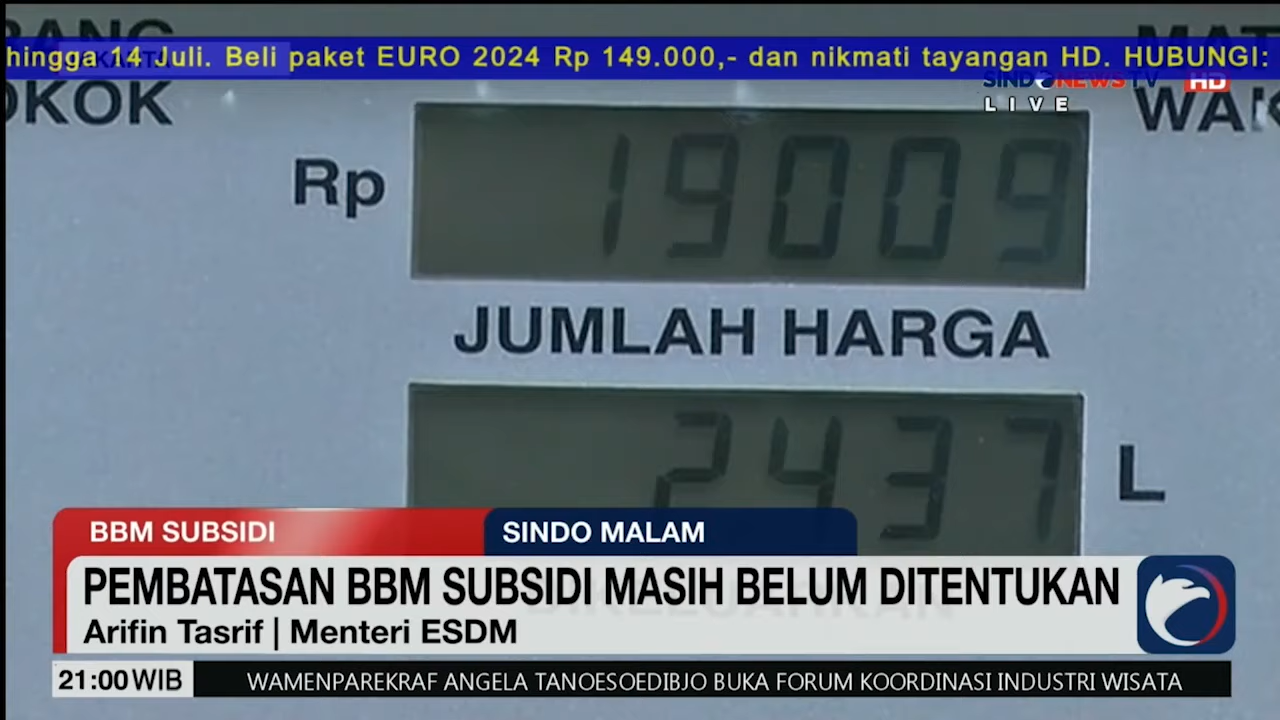 hingga 14 Juli. Beli paket EURO 2024 Rp 149.000,- dan nikmati tayangan HD. HUBUNGI:
SINDONEWS TV HD
LIVE
OKOK
WAK
Rp 19009
JUMLAH HARGA
2437 L
BBM SUBSIDI
SINDO MALAM
PEMBATASAN BBM SUBSIDI MASIH BELUM DITENTUKAN
Arifin Tasrif | Menteri ESDM
21:00 WIB
WAMENPAREKRAF ANGELA TANOESOEDIBJO BUKA FORUM KOORDINASI INDUSTRI WISATA